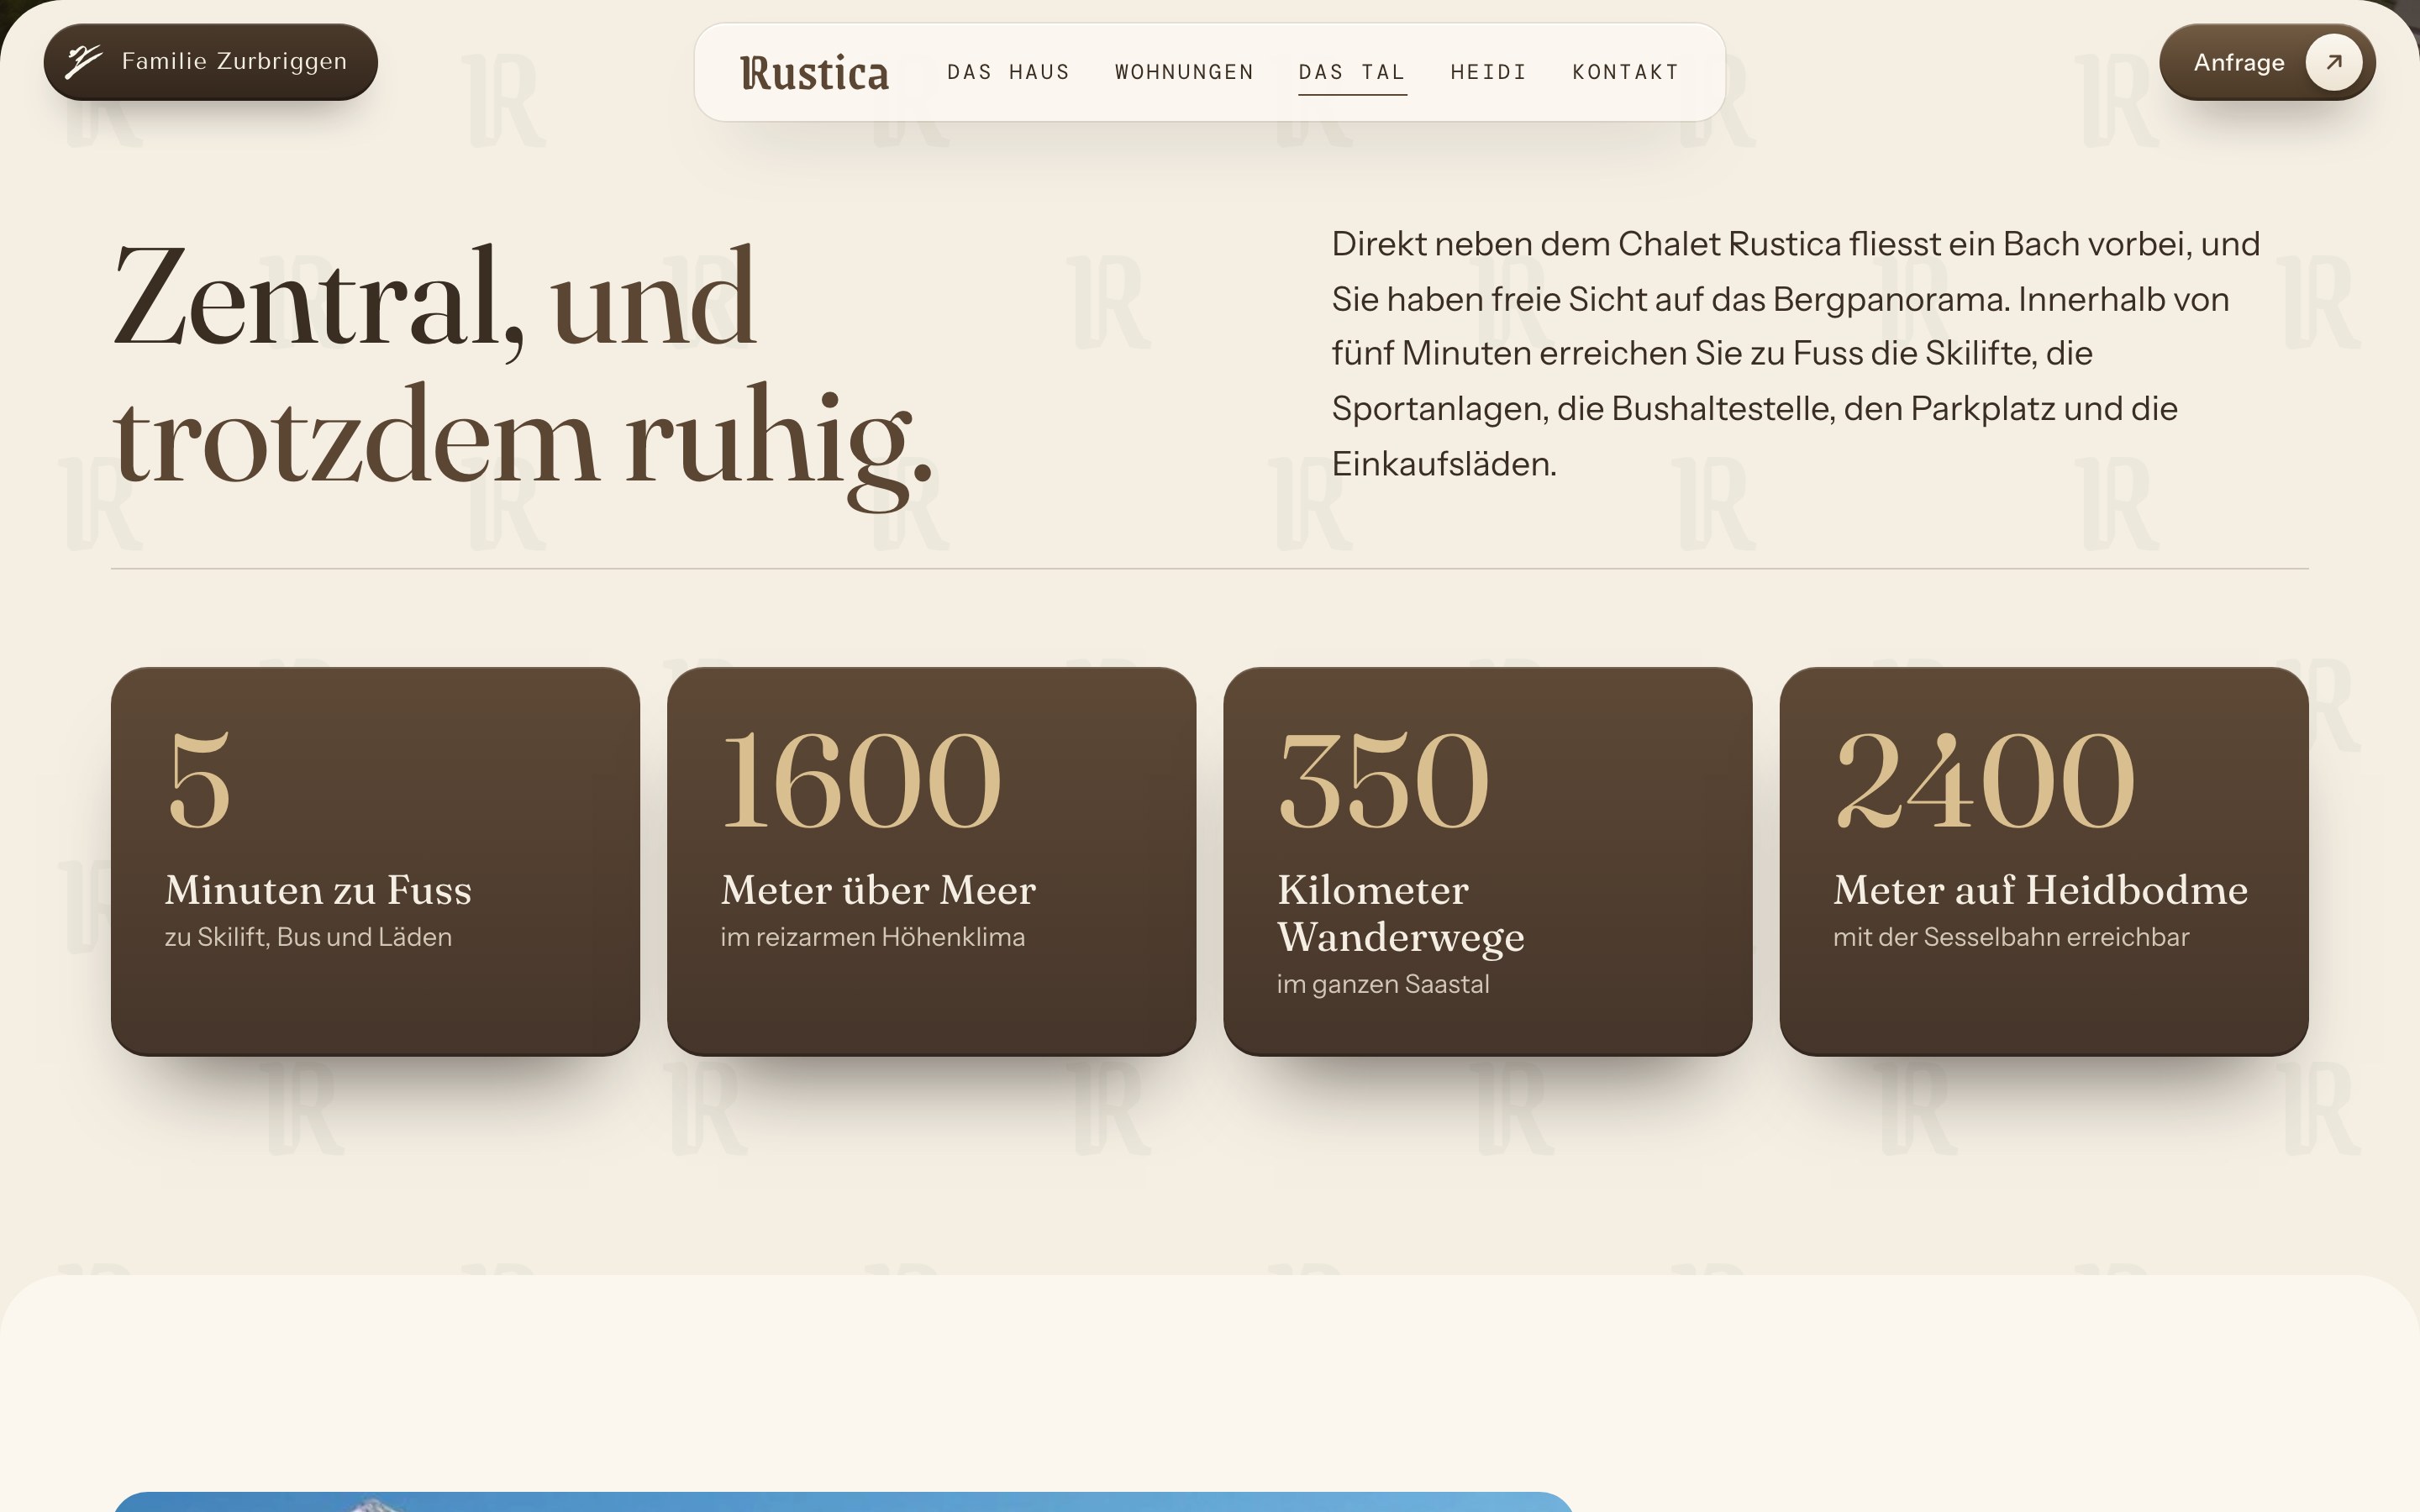 Familie Zurbriggen
Rustica
DAS HAUS
WOHNUNGEN
DAS TAL
HEIDI
KONTAKT
Anfrage
Zentral, und
trotzdem ruhig.
Direkt neben dem Chalet Rustica fliesst ein Bach vorbei, und
Sie haben freie Sicht auf das Bergpanorama. Innerhalb von
fünf Minuten erreichen Sie zu Fuss die Skilifte, die
Sportanlagen, die Bushaltestelle, den Parkplatz und die
Einkaufsläden.
5
Minuten zu Fuss
zu Skilift, Bus und Läden
1600
Meter über Meer
im reizarmen Höhenklima
350
Kilometer
Wanderwege
im ganzen Saastal
2400
Meter auf Heidbodme
mit der Sesselbahn erreichbar